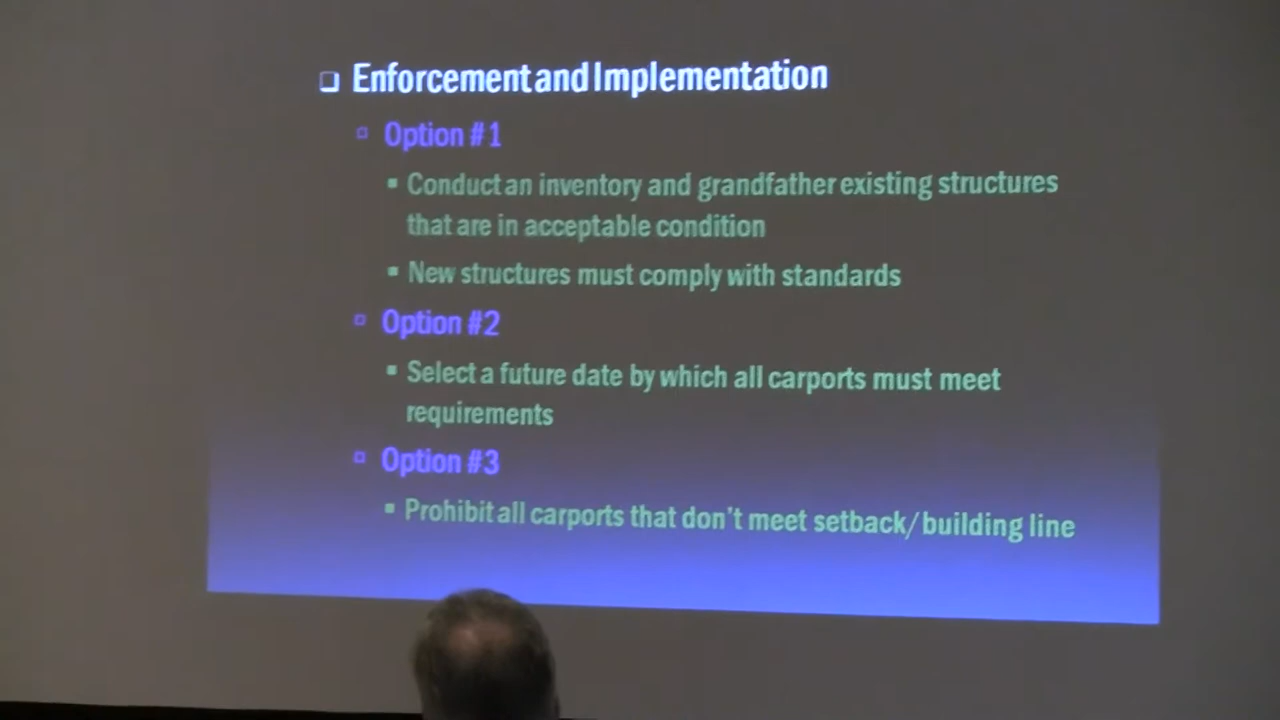 Enforcement and Implementation
Option #1
Conduct an inventory and grandfather existing structures
that are in acceptable condition
New structures must comply with standards
Option #2
Select a future date by which all carports must meet
requirements
Option #3
Prohibit all carports that don't meet setback/building line